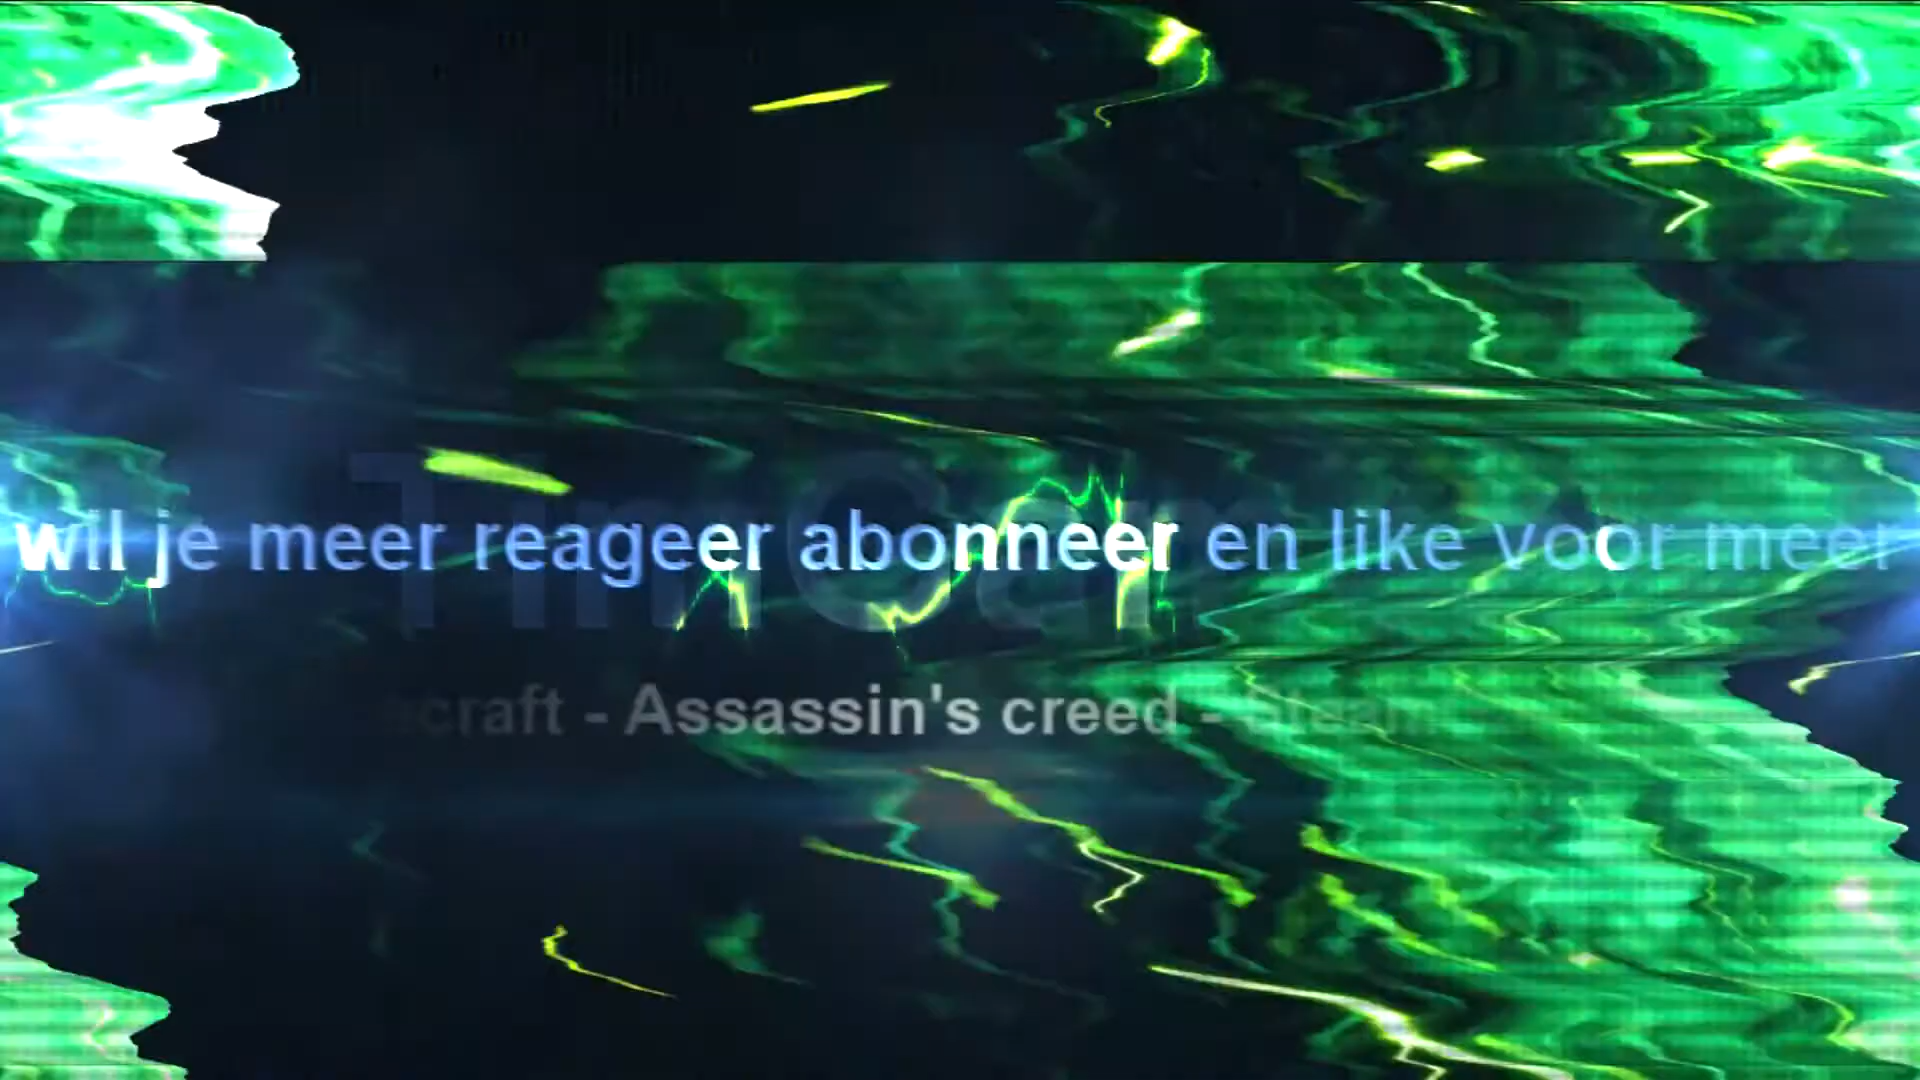 wil je meer reageer abonneer en like voor meer
craft - Assassin's creed -